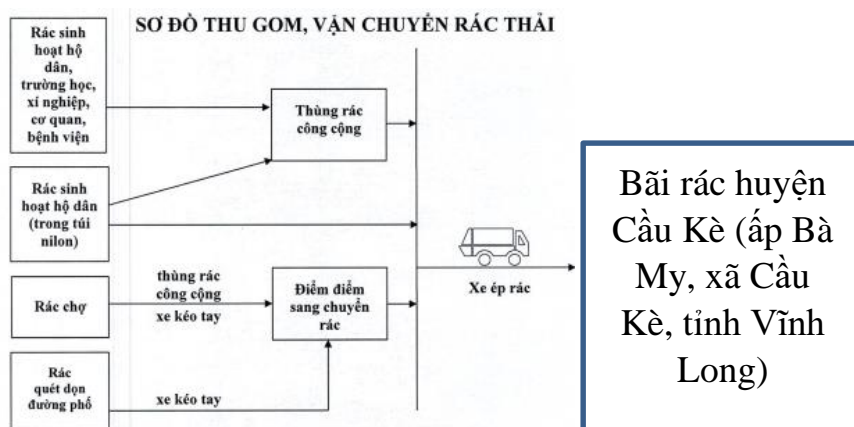 SƠ ĐỒ THU GOM, VẬN CHUYỂN RÁC THẢI
Rác sinh
hoạt hộ
dân,
trường học,
xí nghiệp,
cơ quan,
bệnh viện
Thùng rác
công cộng
Rác sinh
hoạt hộ dân
(trong túi
nilon)
Rác chợ
thùng rác
công cộng
xe kéo tay
Điểm điểm
sang chuyển
rác
Rác
quét dọn
đường phố
xe kéo tay
Xe ép rác
Bãi rác huyện
Cầu Kè (ấp Bà
My, xã Cầu
Kè, tỉnh Vĩnh
Long)